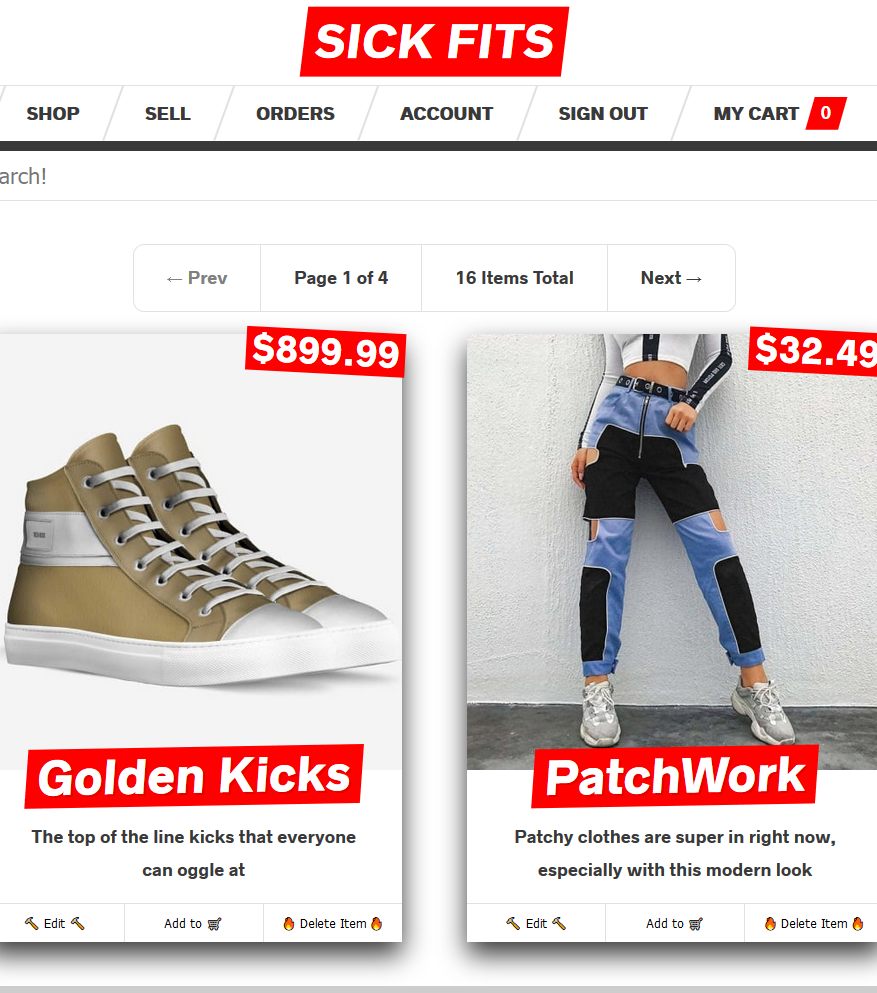 SICK FITS
SHOP
SELL
ORDERS
ACCOUNT
SIGN OUT
MY CART 0
arch!
← Prev
Page 1 of 4
16 Items Total
Next →
$899.99
$32.49
Golden Kicks
PatchWork
The top of the line kicks that everyone
can oggle at
Patchy clothes are super in right now,
especially with this modern look
🔨 Edit 🔨
Add to 🛒
🔥 Delete Item 🔥
🔨 Edit 🔨
Add to 🛒
🔥 Delete Item 🔥